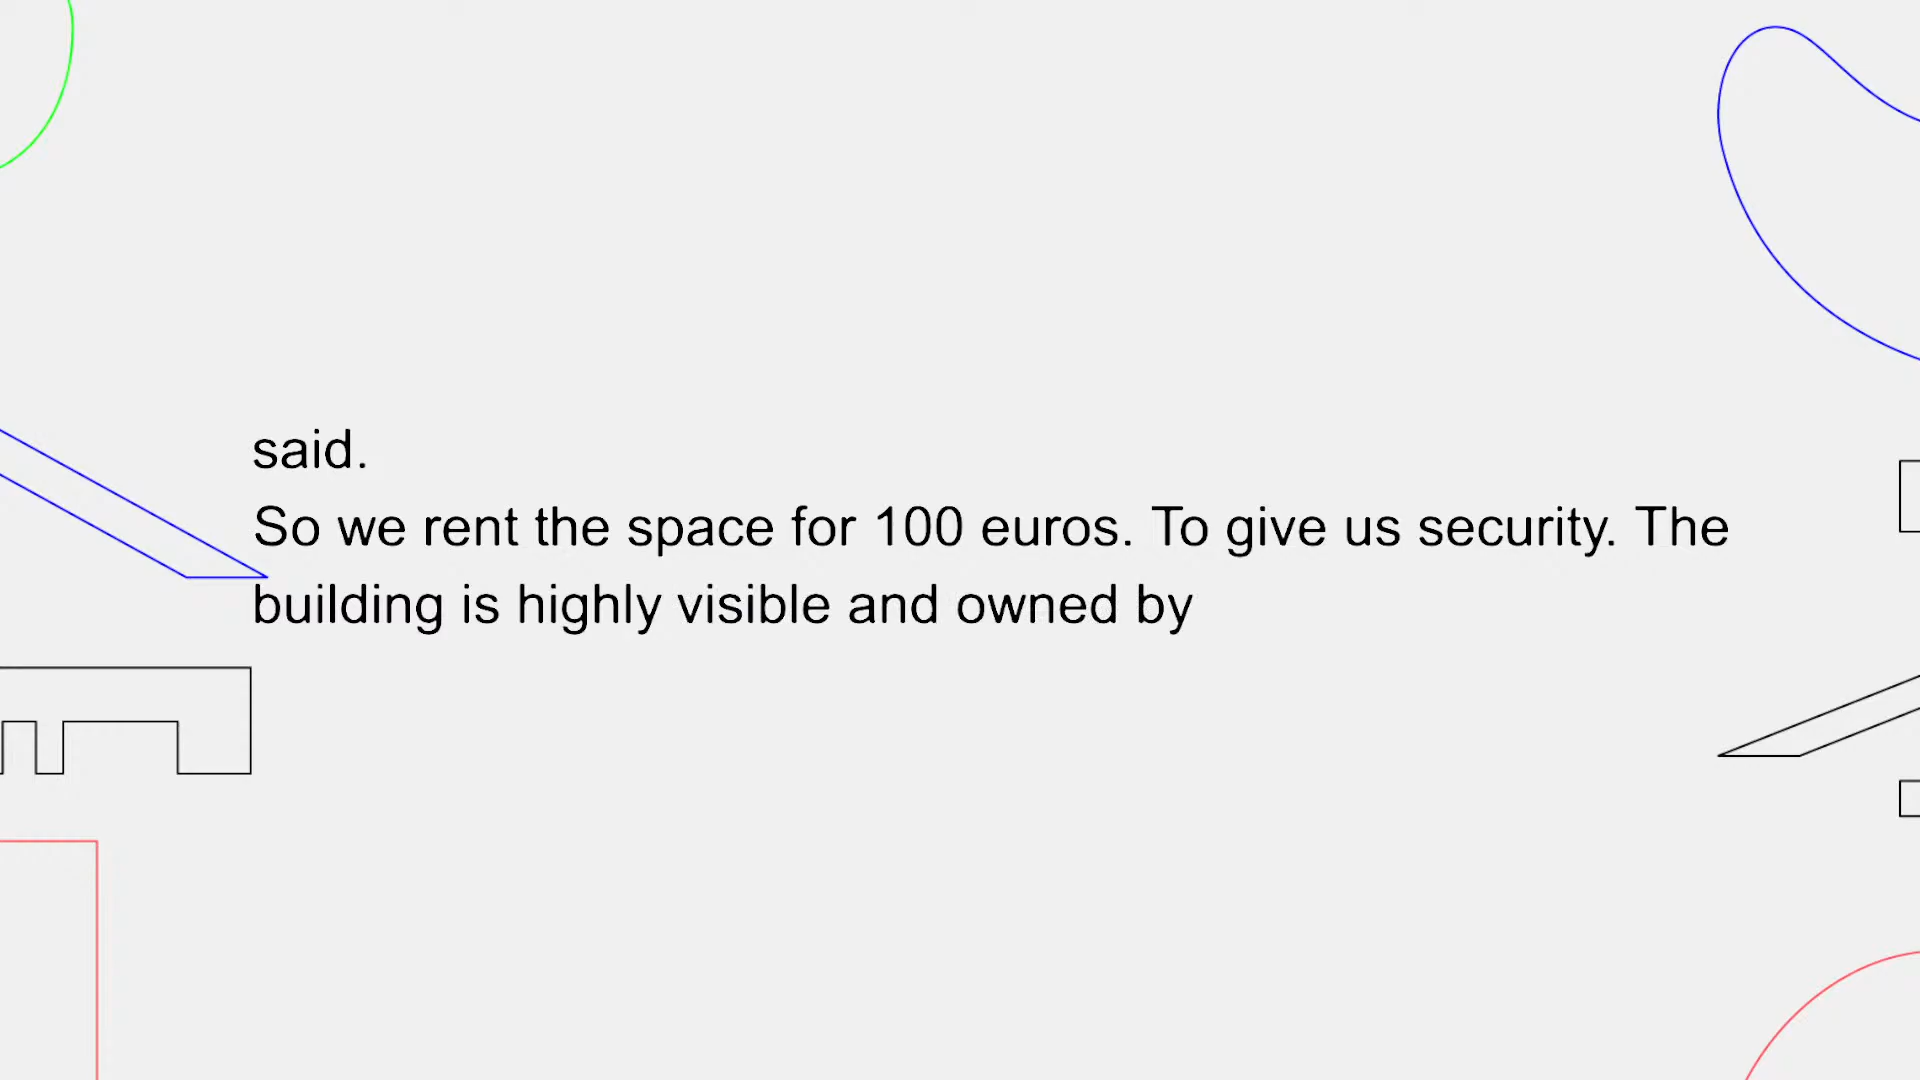 said.
So we rent the space for 100 euros. To give us security. The
building is highly visible and owned by